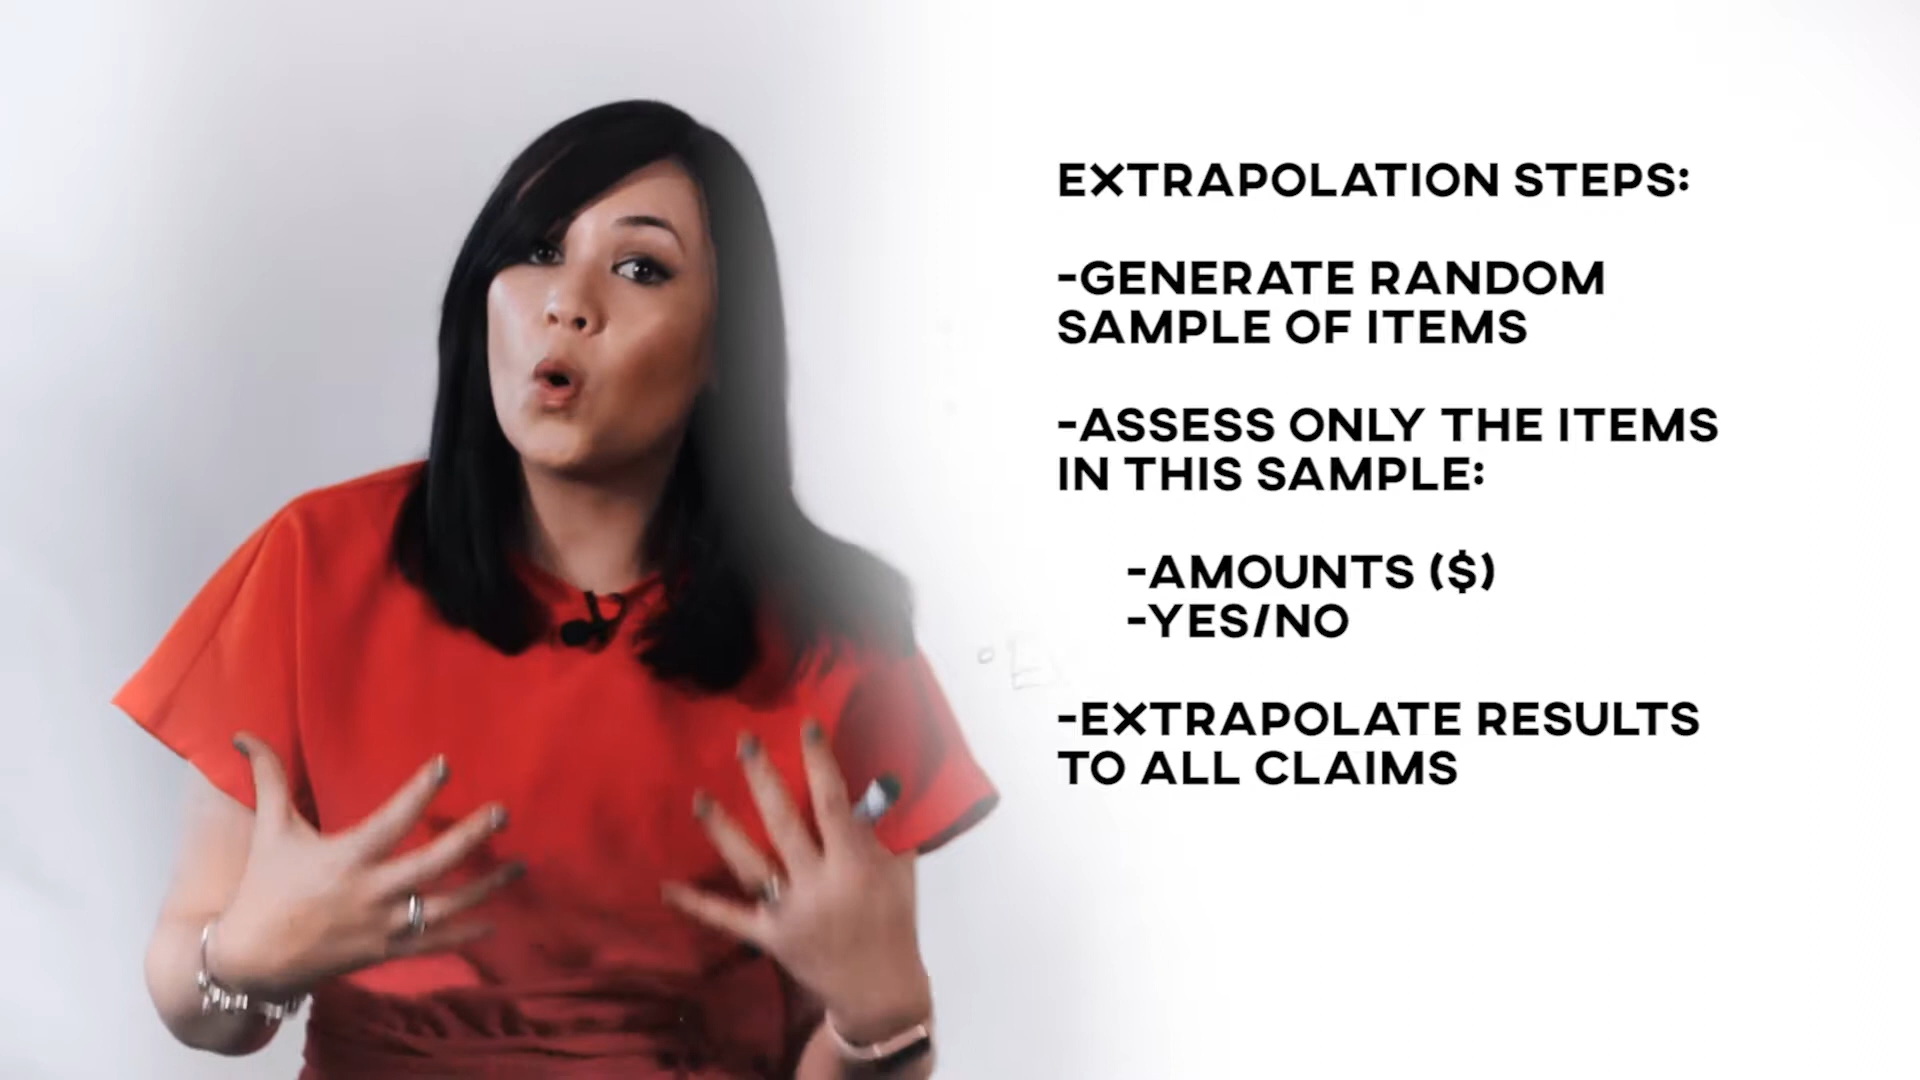 EXTRAPOLATION STEPS:
-GENERATE RANDOM
SAMPLE OF ITEMS
-ASSESS ONLY THE ITEMS
IN THIS SAMPLE:
-AMOUNTS ($)
-YES/NO
-EXTRAPOLATE RESULTS
TO ALL CLAIMS